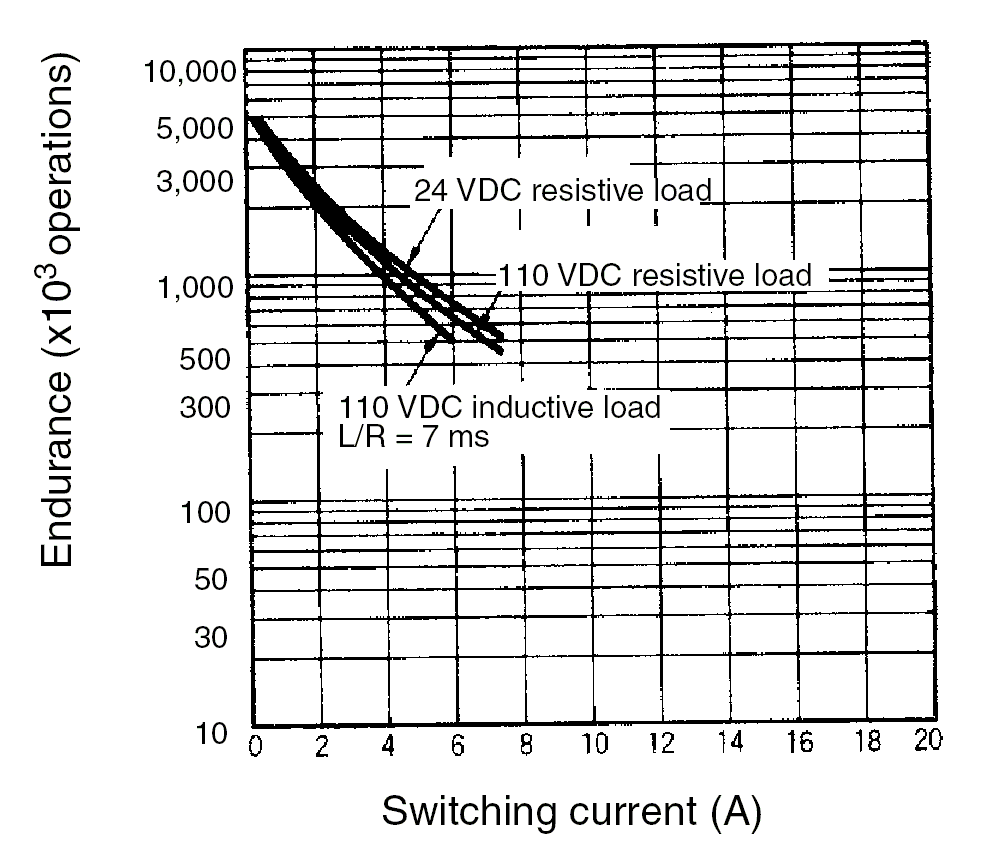 Endurance (x10³ operations)
10,000
5,000
3,000
1,000
500
300
100
50
30
10
24 VDC resistive load
110 VDC resistive load
110 VDC inductive load
L/R = 7 ms
0 2 4 6 8 10 12 14 16 18 20
Switching current (A)